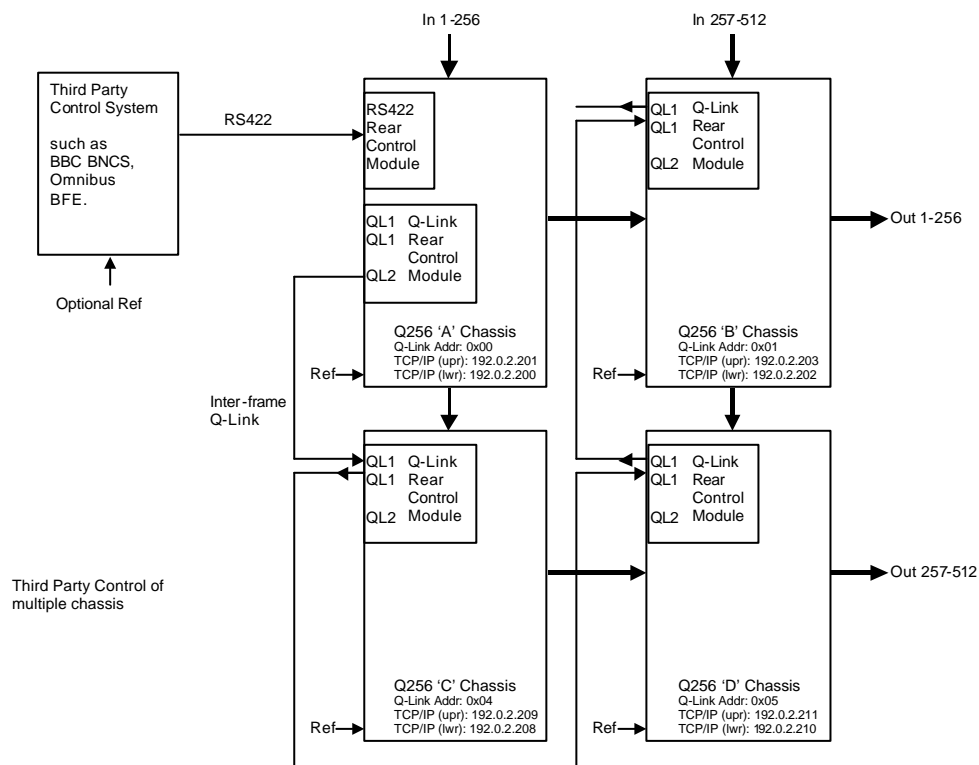 In 1-256
In 257-512
Third Party
Control System
such as
BBC BNCS,
Omnibus
BFE.
RS422
Optional Ref
RS422
Rear
Control
Module
QL1 Q-Link
QL1 Rear
Control
QL2 Module
Q256 ‘A’ Chassis
Q-Link Addr: 0x00
TCP/IP (upr): 192.0.2.201
TCP/IP (lwr): 192.0.2.200
Ref
QL1 Q-Link
QL1 Rear
Control
QL2 Module
Out 1-256
Q256 ‘B’ Chassis
Q-Link Addr: 0x01
TCP/IP (upr): 192.0.2.203
TCP/IP (lwr): 192.0.2.202
Ref
Inter-frame
Q-Link
QL1 Q-Link
QL1 Rear
Control
QL2 Module
Q256 ‘C’ Chassis
Q-Link Addr: 0x04
TCP/IP (upr): 192.0.2.209
TCP/IP (lwr): 192.0.2.208
Ref
QL1 Q-Link
QL1 Rear
Control
QL2 Module
Out 257-512
Q256 ‘D’ Chassis
Q-Link Addr: 0x05
TCP/IP (upr): 192.0.2.211
TCP/IP (lwr): 192.0.2.210
Ref
Third Party Control of
multiple chassis